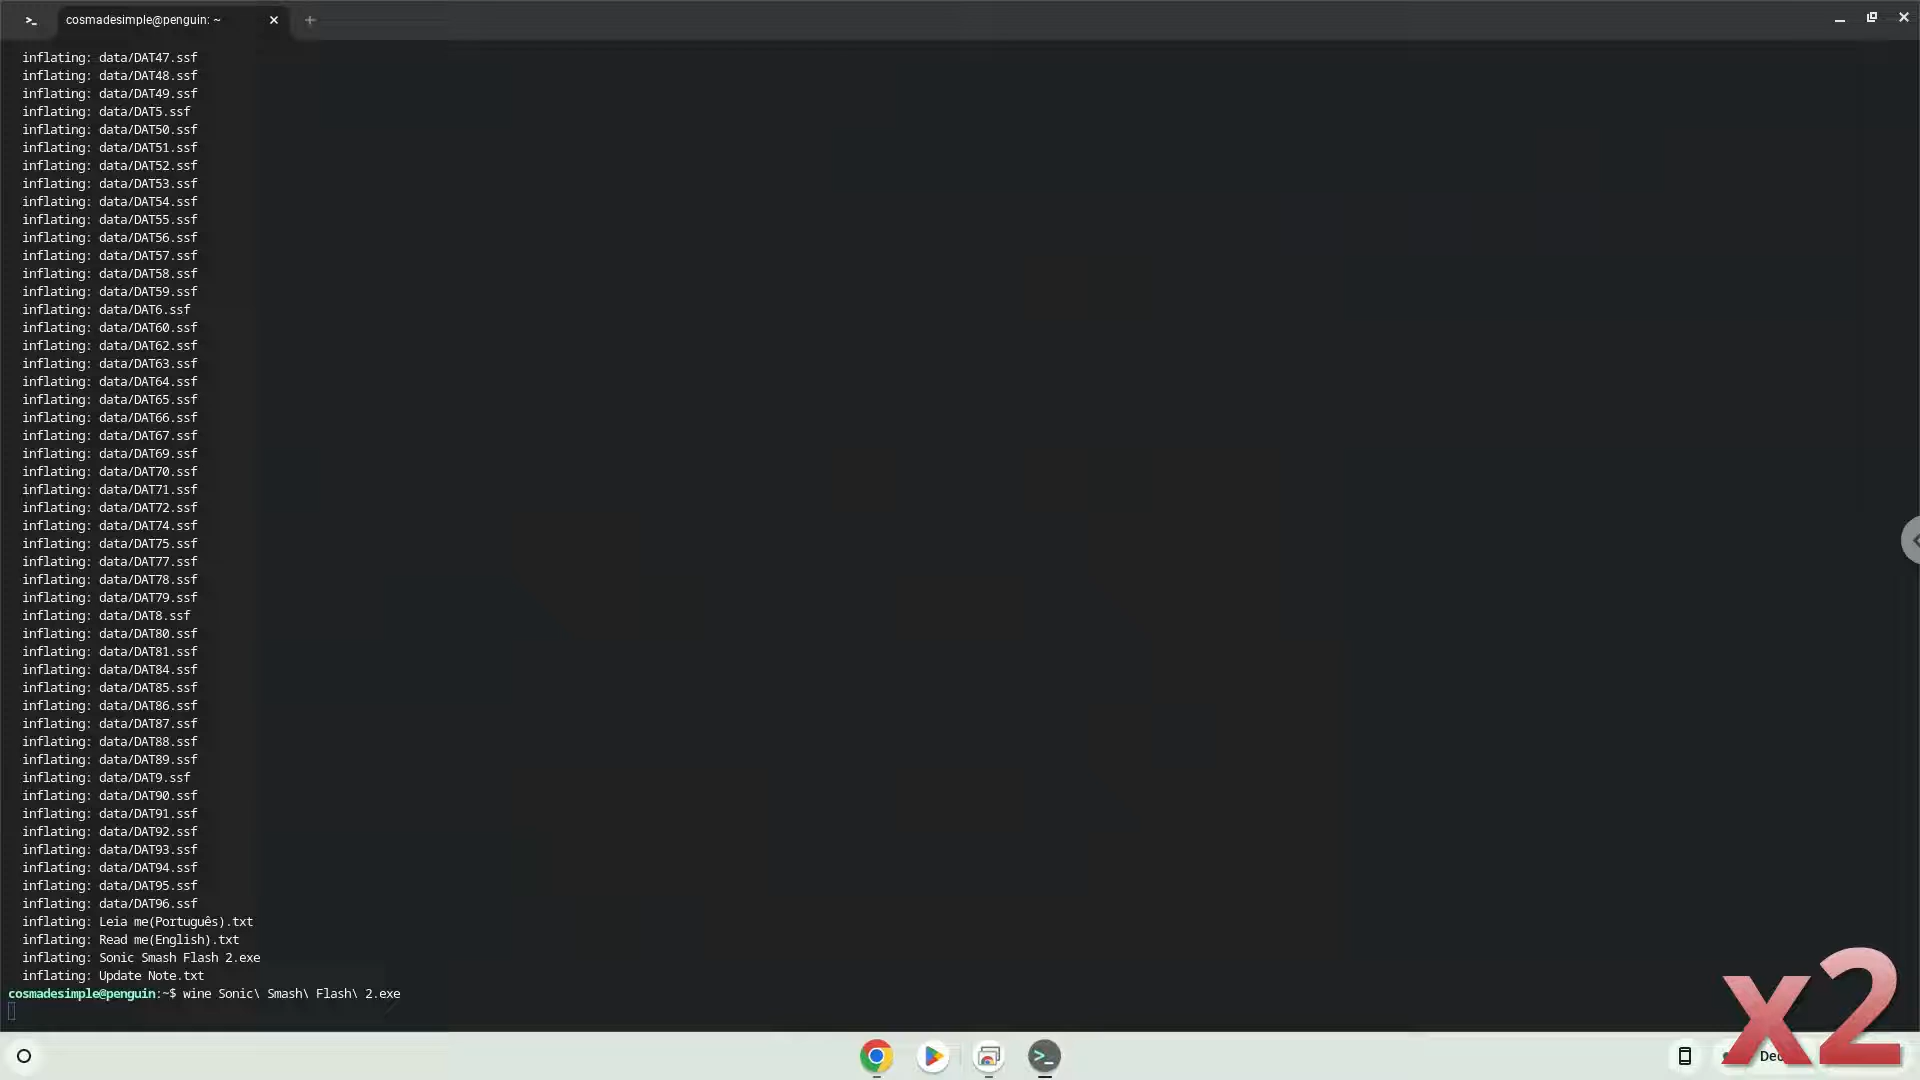 cosmadesimple@penguin: ~
inflating: data/DAT47.ssf
inflating: data/DAT48.ssf
inflating: data/DAT49.ssf
inflating: data/DAT5.ssf
inflating: data/DAT50.ssf
inflating: data/DAT51.ssf
inflating: data/DAT52.ssf
inflating: data/DAT53.ssf
inflating: data/DAT54.ssf
inflating: data/DAT55.ssf
inflating: data/DAT56.ssf
inflating: data/DAT57.ssf
inflating: data/DAT58.ssf
inflating: data/DAT59.ssf
inflating: data/DAT6.ssf
inflating: data/DAT60.ssf
inflating: data/DAT62.ssf
inflating: data/DAT63.ssf
inflating: data/DAT64.ssf
inflating: data/DAT65.ssf
inflating: data/DAT66.ssf
inflating: data/DAT67.ssf
inflating: data/DAT69.ssf
inflating: data/DAT70.ssf
inflating: data/DAT71.ssf
inflating: data/DAT72.ssf
inflating: data/DAT74.ssf
inflating: data/DAT75.ssf
inflating: data/DAT77.ssf
inflating: data/DAT78.ssf
inflating: data/DAT79.ssf
inflating: data/DAT8.ssf
inflating: data/DAT80.ssf
inflating: data/DAT81.ssf
inflating: data/DAT84.ssf
inflating: data/DAT85.ssf
inflating: data/DAT86.ssf
inflating: data/DAT87.ssf
inflating: data/DAT88.ssf
inflating: data/DAT89.ssf
inflating: data/DAT9.ssf
inflating: data/DAT90.ssf
inflating: data/DAT91.ssf
inflating: data/DAT92.ssf
inflating: data/DAT93.ssf
inflating: data/DAT94.ssf
inflating: data/DAT95.ssf
inflating: data/DAT96.ssf
inflating: Leia me(Português).txt
inflating: Read me(English).txt
inflating: Sonic Smash Flash 2.exe
inflating: Update Note.txt
cosmadesimple@penguin:~$ wine Sonic\ Smash\ Flash\ 2.exe
x2